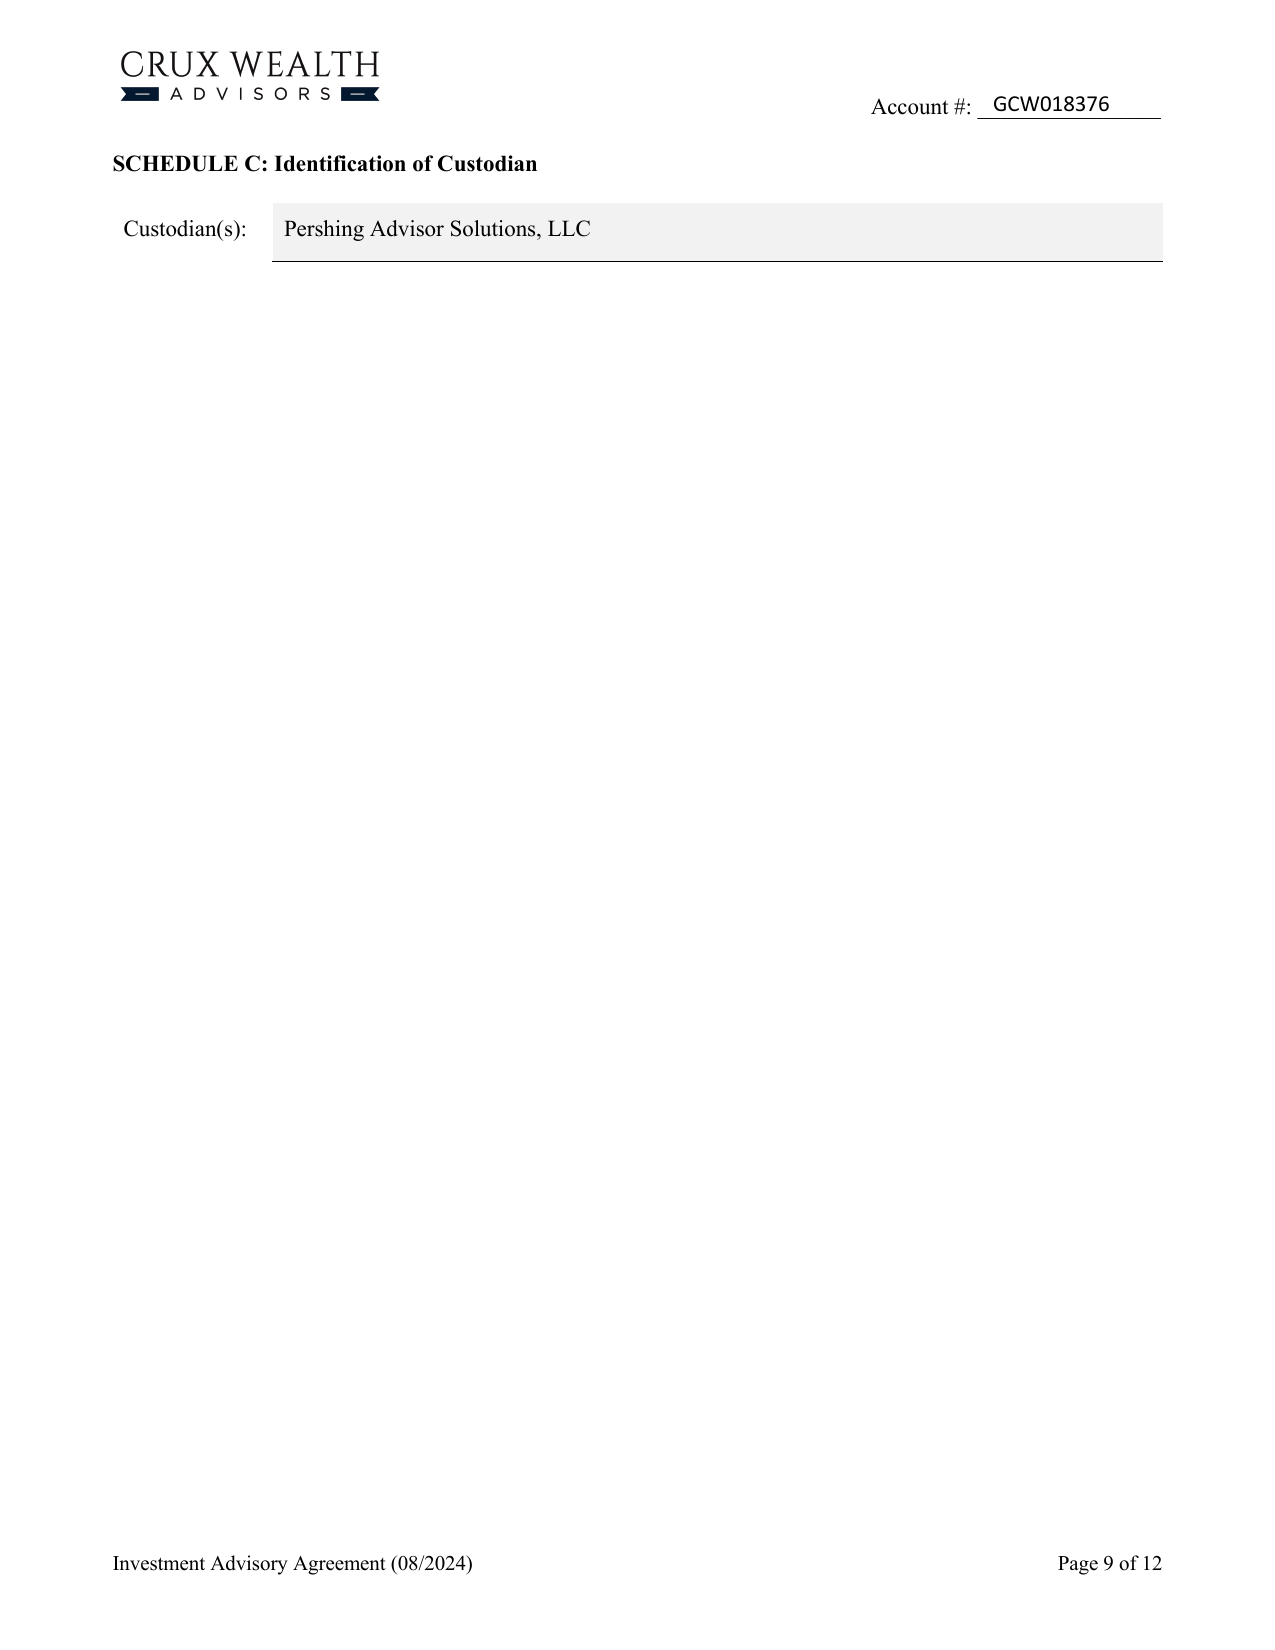 CRUX WEALTH
ADVISORS
Account #: GCW018376
SCHEDULE C: Identification of Custodian
Custodian(s): Pershing Advisor Solutions, LLC
Investment Advisory Agreement (08/2024) Page 9 of 12